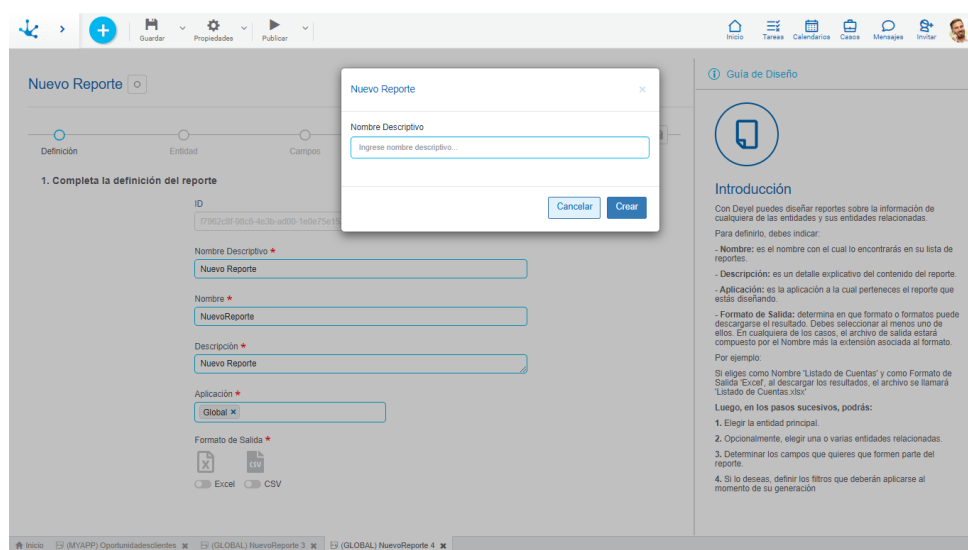 Guardar
Propiedades
Publicar
Inicio
Tareas
Calendarios
Casos
Mensajes
Invitar
Nuevo Reporte
Nuevo Reporte
×
Nombre Descriptivo
Ingrese nombre descriptivo...
Cancelar
Crear
Definición
Entidad
Campos
1. Completa la definición del reporte
ID
Nombre Descriptivo *
Nuevo Reporte
Nombre *
NuevoReporte
Descripción *
Nuevo Reporte
Aplicación *
Global ×
Formato de Salida *
CSV
Excel
CSV
Guía de Diseño
Introducción
Con Deyel puedes diseñar reportes sobre la información de
cualquiera de las entidades y sus entidades relacionadas.
Para definirlo, debes indicar:
- Nombre: es el nombre con el cual lo encontrarás en su lista de
reportes.
- Descripción: es un detalle explicativo del contenido del reporte.
- Aplicación: es la aplicación a la cual perteneces el reporte que
estás diseñando.
- Formato de Salida: determina en que formato o formatos puede
descargarse el resultado. Debes seleccionar al menos uno de
ellos. En cualquiera de los casos, el archivo de salida estará
compuesto por el Nombre más la extensión asociada al formato.
Por ejemplo:
Si eliges como Nombre 'Listado de Cuentas' y como Formato de
Salida 'Excel', al descargar los resultados, el archivo se llamará
'Listado de Cuentas.xlsx'
Luego, en los pasos sucesivos, podrás:
1. Elegir la entidad principal.
2. Opcionalmente, elegir una o varias entidades relacionadas.
3. Determinar los campos que quieres que formen parte del
reporte.
4. Si lo deseas, definir los filtros que deberán aplicarse al
momento de su generación
Inicio
(MYAPP) Oportunidadesclientes ×
(GLOBAL) NuevoReporte 3 ×
(GLOBAL) NuevoReporte 4 ×